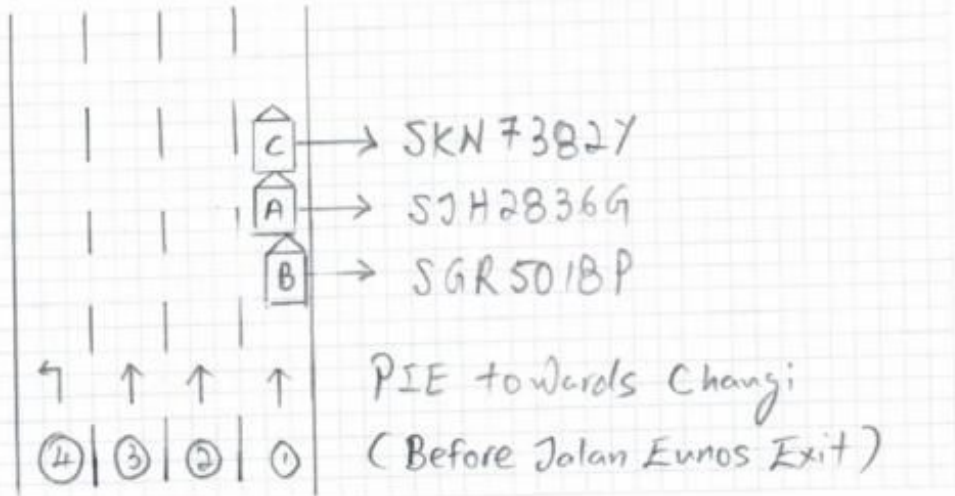 C → SKN7382Y
A → SJH2836G
B → SGR5018P
PIE towards Changi
④ ③ ② ① (Before Jalan Eunos Exit)